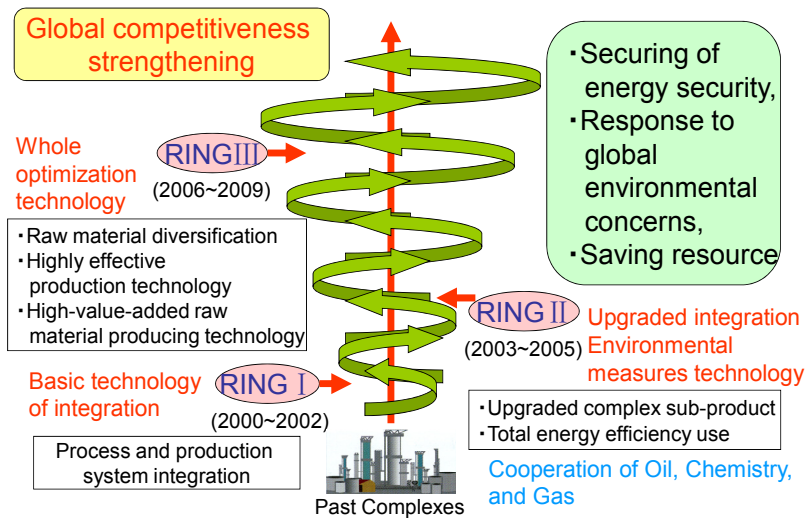 Global competitiveness
strengthening
・Securing of
energy security,
・Response to
global
environmental
concerns,
・Saving resource
Whole
optimization
technology
RINGⅢ
(2006~2009)
・Raw material diversification
・Highly effective
production technology
・High-value-added raw
material producing technology
RING Ⅱ
(2003~2005)
Upgraded integration
Environmental
measures technology
・Upgraded complex sub-product
・Total energy efficiency use
Cooperation of Oil, Chemistry,
and Gas
Basic technology
of integration
RING Ⅰ
(2000~2002)
Process and production
system integration
Past Complexes